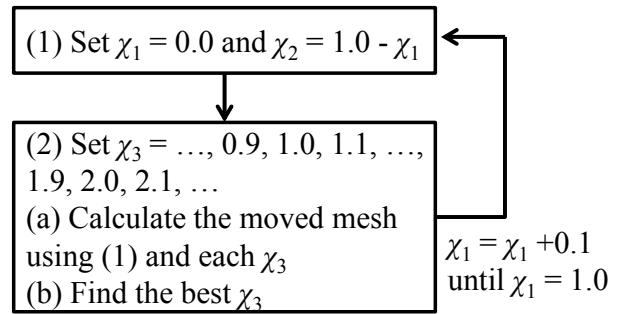 (1) Set χ₁ = 0.0 and χ₂ = 1.0 - χ₁
(2) Set χ₃ = …, 0.9, 1.0, 1.1, …,
1.9, 2.0, 2.1, …
(a) Calculate the moved mesh
using (1) and each χ₃
(b) Find the best χ₃
χ₁ = χ₁ +0.1
until χ₁ = 1.0